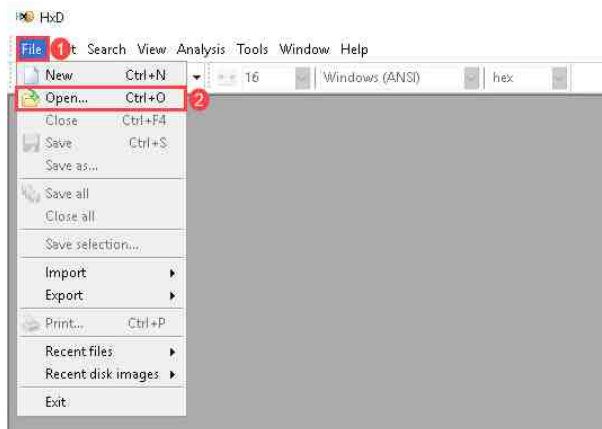 HxD
File 1 t Search View Analysis Tools Window Help
New Ctrl+N 16 Windows (ANSI) hex
Open... Ctrl+O 2
Close Ctrl+F4
Save Ctrl+S
Save as...
Save all
Close all
Save selection...
Import
Export
Print... Ctrl+P
Recent files
Recent disk images
Exit